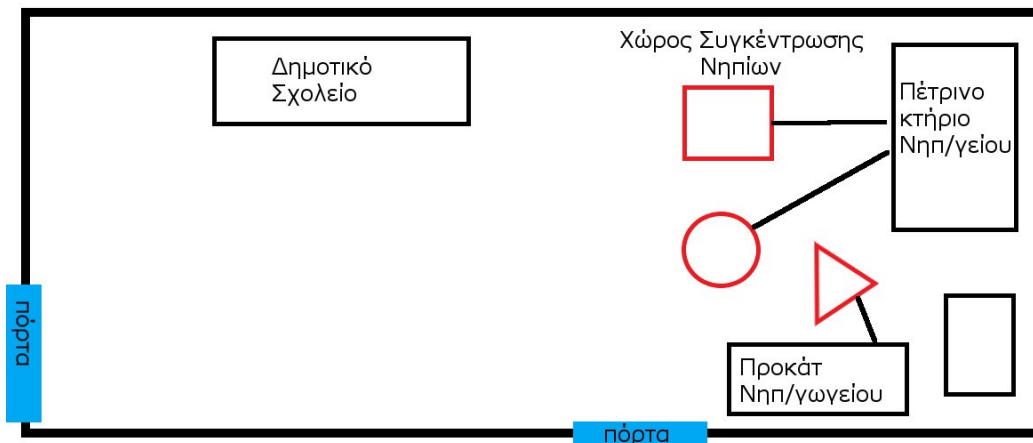 Δημοτικό
Σχολείο
Χώρος Συγκέντρωσης
Νηπίων
Πέτρινο
κτήριο
Νηπ/γείου
πόρτα
Προκάτ
Νηπ/γωγείου
πόρτα